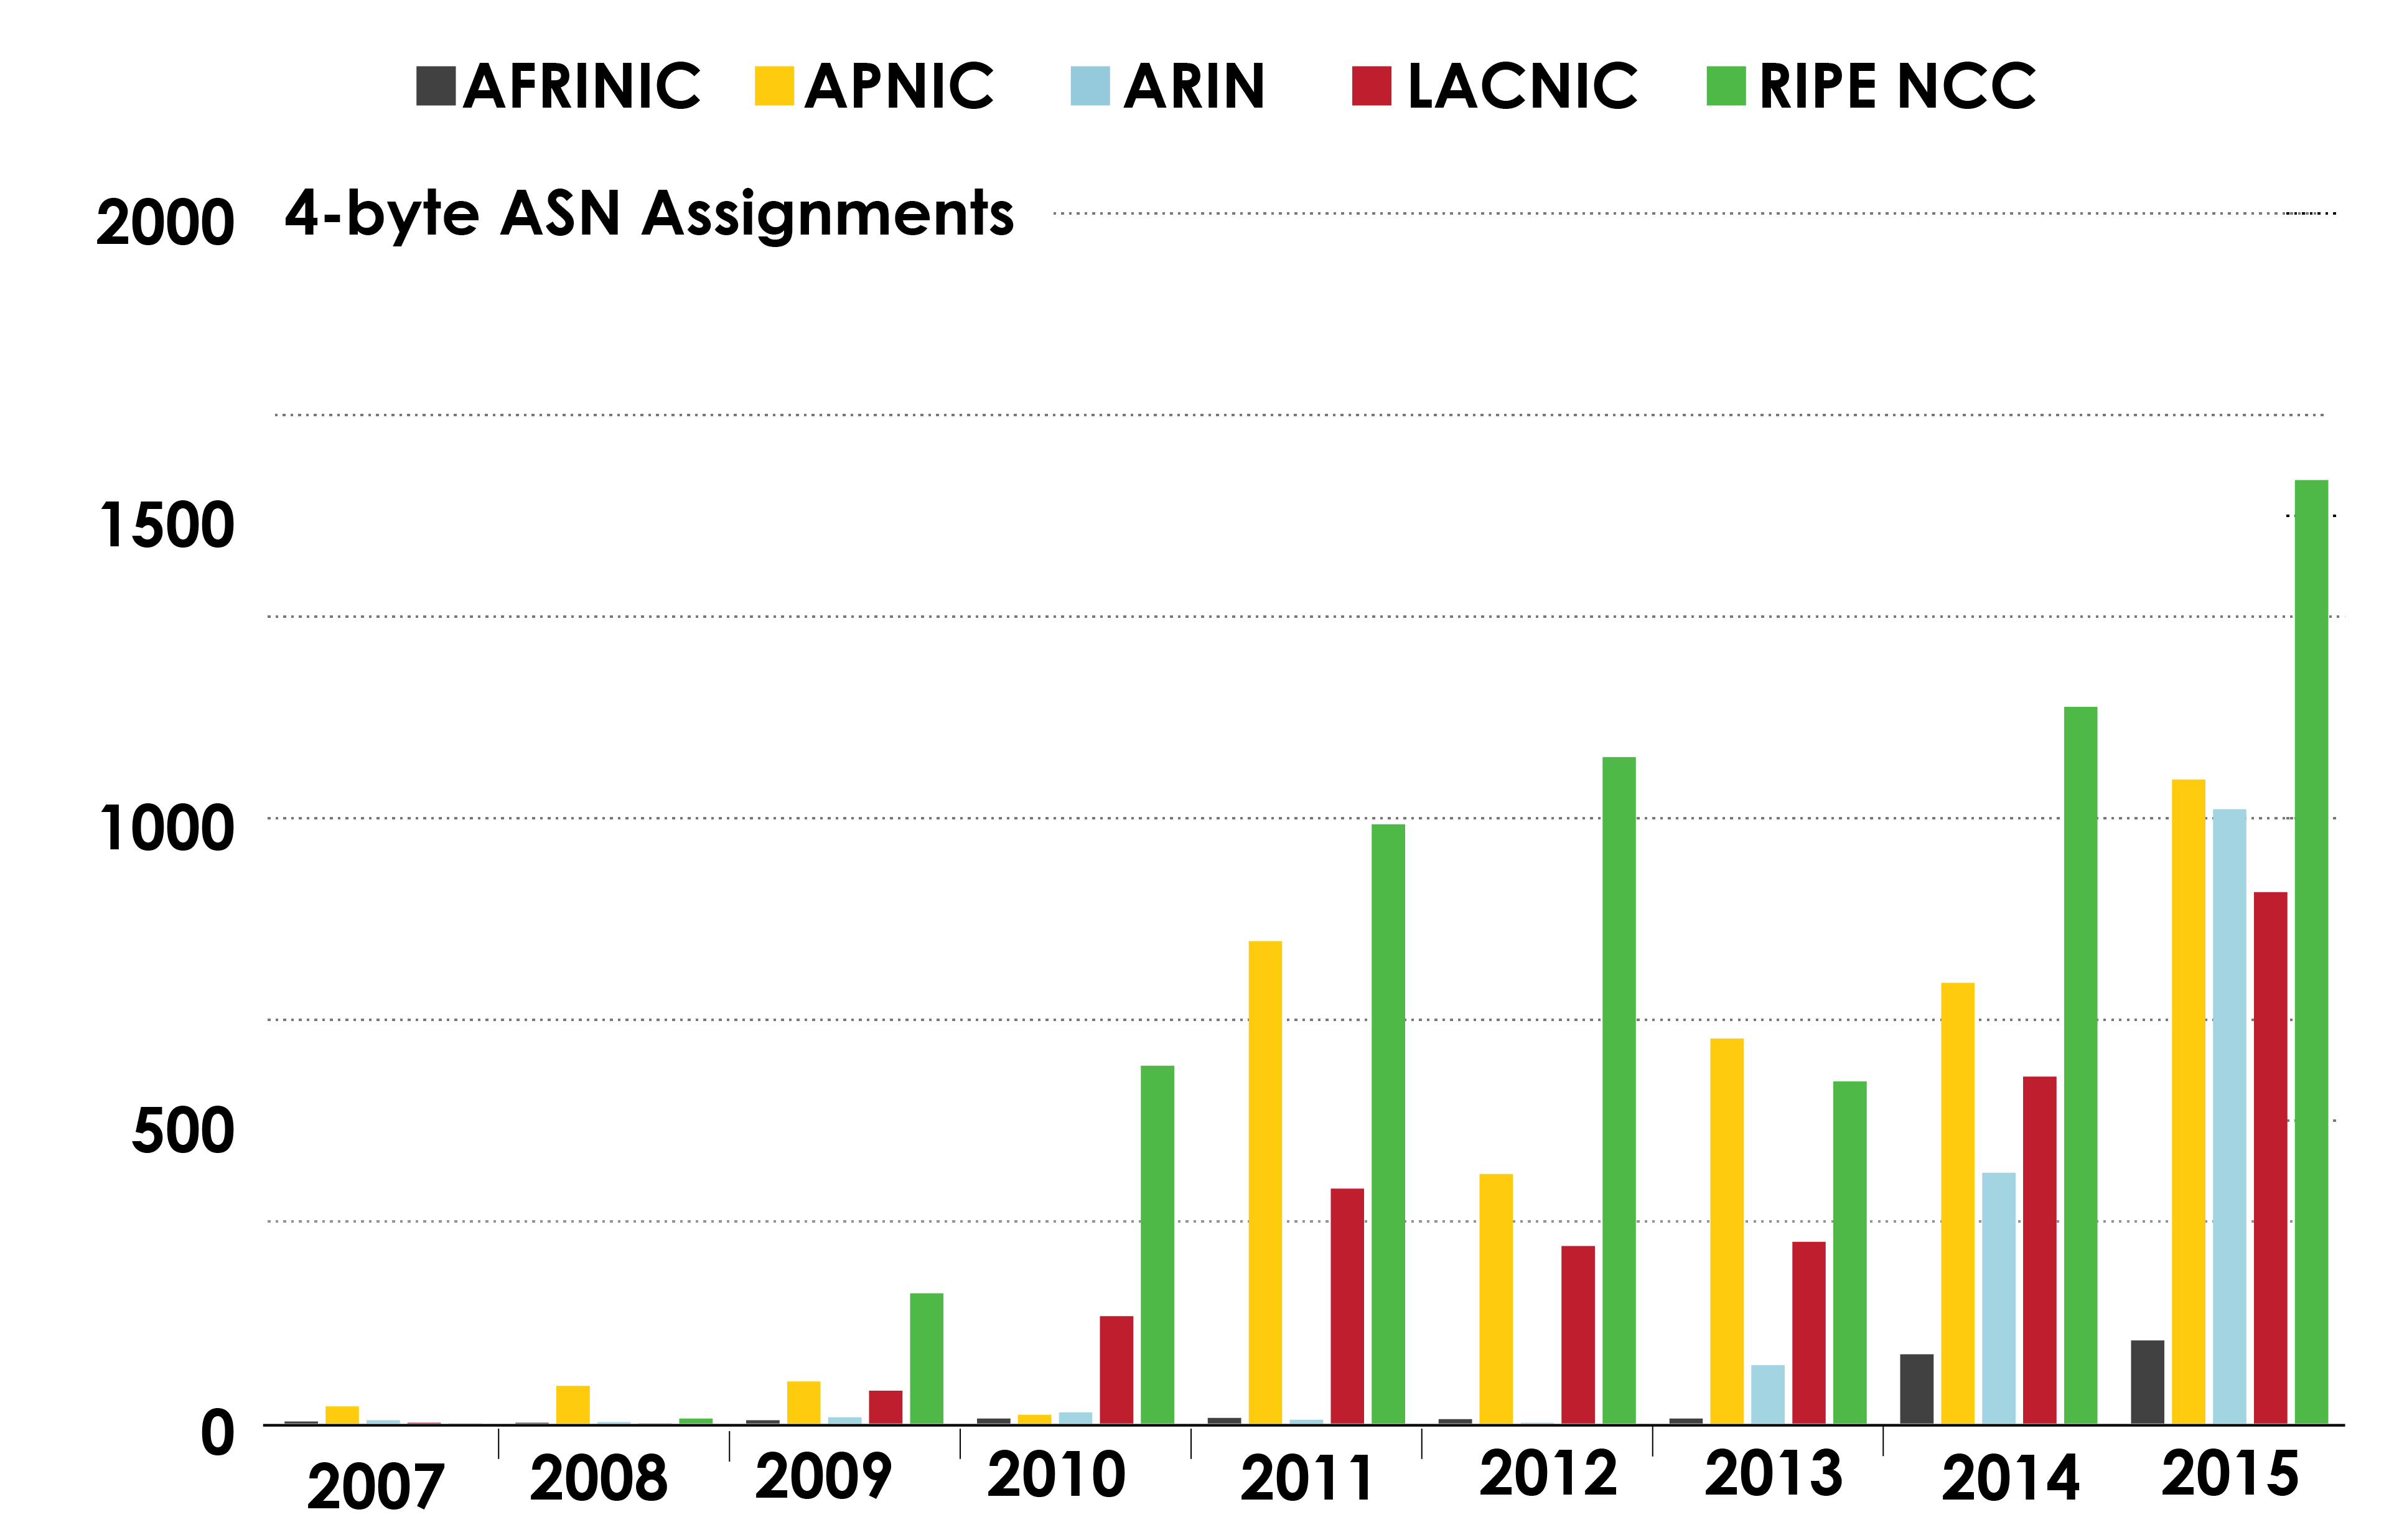 AFRINIC APNIC ARIN LACNIC RIPE NCC
2000 4-byte ASN Assignments
1500
1000
500
0
2007 2008 2009 2010 2011 2012 2013 2014 2015